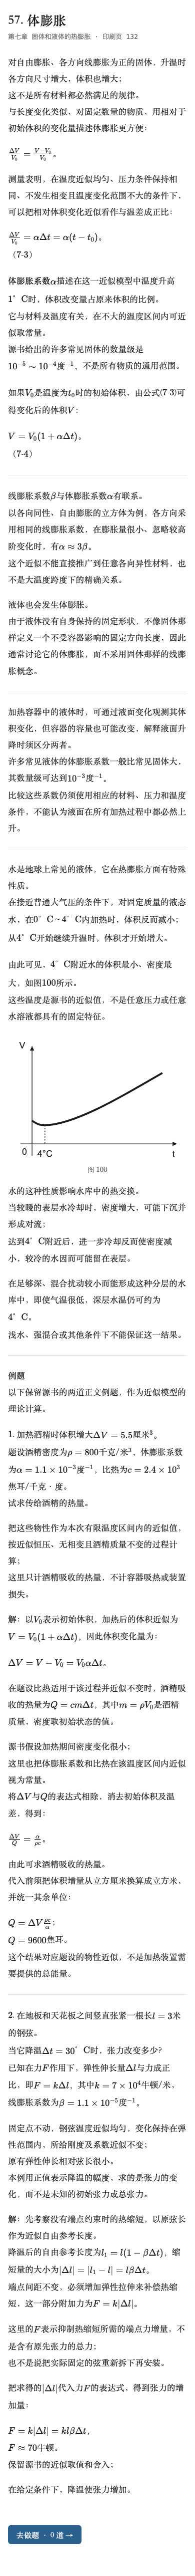 57. 体膨胀
第七章 固体和液体的热膨胀 · 印刷页 132
对自由膨胀、各方向线膨胀为正的固体，升温时
各方向尺寸增大，体积也增大；
这不是所有材料都必然满足的规律。
与长度变化类似，对固定数量的物质，用相对于
初始体积的变化量描述体膨胀更方便：
ΔV/V₀ = (V−V₀)/V₀。
测量表明，在温度近似均匀、压力条件保持相
同、不发生相变且温度变化范围不大的条件下，
可以把相对体积变化近似看作与温差成正比：
ΔV/V₀ = αΔt = α(t − t₀)。
（7-3）
体膨胀系数α描述在这一近似模型中温度升高
1°C时，体积改变量占原来体积的比例。
它与材料及温度有关，在不大的温度区间内可近
似取常量。
源书给出的许多常见固体的数量级是
10⁻⁵ ~ 10⁻⁴度⁻¹，不是所有物质的通用范围。
如果V₀是温度为t₀时的初始体积，由公式(7-3)可
得变化后的体积V：
V = V₀(1 + αΔt)。
（7-4）
线膨胀系数β与体膨胀系数α有联系。
以各向同性、自由膨胀的立方体为例，各方向采
用相同的线膨胀系数，在膨胀量很小、忽略较高
阶变化时，有α ≈ 3β。
这个近似不能直接推广到任意各向异性材料，也
不是大温度跨度下的精确关系。
液体也会发生体膨胀。
由于液体没有自身保持的固定形状，不像固体那
样定义一个不受容器影响的固定方向长度，因此
通常讨论它的体膨胀，而不采用固体那样的线膨
胀概念。
加热容器中的液体时，可通过液面变化观测其体
积变化，但容器的容量也可能改变，解释液面升
降时须区分两者。
许多常见液体的体膨胀系数一般比常见固体大，
其数量级可达到10⁻³度⁻¹。
比较这些系数仍须使用相应的材料、压力和温度
条件，不能认为液面在所有加热过程中都必然上
升。
水是地球上常见的液体，它在热膨胀方面有特殊
性质。
在接近普通大气压的条件下，对固定质量的液态
水，在0°C ~ 4°C内加热时，体积反而减小；
从4°C开始继续升温时，体积才开始增大。
由此可见，4°C附近水的体积最小、密度最
大，如图100所示。
这些温度是源书的近似值，不是任意压力或任意
水溶液都具有的固定特征。
V
0 4°C t
图 100
水的这种性质影响水库中的热交换。
当较暖的表层水冷却时，密度增大，可能下沉并
形成对流；
达到4°C附近后，进一步冷却反而使密度减
小，较冷的水因而可能留在表层。
在足够深、混合扰动较小而能形成这种分层的水
库中，即使气温很低，深层水温仍可约为
4°C。
浅水、强混合或其他条件下不能保证这一结果。
例题
以下保留源书的两道正文例题，作为近似模型的
理论计算。
1. 加热酒精时体积增大ΔV = 5.5厘米³。
题设酒精密度为ρ = 800千克/米³，体膨胀系数
为α = 1.1 × 10⁻³度⁻¹，比热为c = 2.4 × 10³
焦耳/千克 · 度。
试求传给酒精的热量。
把这些物性作为本次有限温度区间内的近似值，
按近似恒压、无相变且酒精质量不变的过程计
算；
这里只计酒精吸收的热量，不计容器吸热或装置
损失。
解：以V₀表示初始体积，加热后的体积近似为
V = V₀(1 + αΔt)，因此体积变化量为：
ΔV = V − V₀ = V₀αΔt。
在题设比热适用于该过程并近似不变时，酒精吸
收的热量为Q = cmΔt，其中m = ρV₀是酒精
质量，密度取初始状态的值。
源书假设加热期间密度变化很小；
这里也把体膨胀系数和比热在该温度区间内近似
视为常量。
将ΔV与Q的表达式相除，消去初始体积及温
差，得到：
ΔV/Q = α/ρc。
由此可求酒精吸收的热量。
代入前须把体积增量从立方厘米换算成立方米，
并统一其余单位：
Q = ΔV ρc/α；
Q = 9600焦耳。
这个结果对应题设的物性近似，不是加热装置需
要提供的总能量。
2. 在地板和天花板之间竖直张紧一根长l = 3米
的钢弦。
当它降温Δt = 30°C时，张力改变多少？
已知在力F作用下，弹性伸长量Δl与力成正
比，即F = kΔl，其中k = 7 × 10⁴牛顿/米，
线膨胀系数为β = 1.1 × 10⁻⁵度⁻¹。
固定点不动，钢弦温度近似均匀，变化保持在弹
性范围内，所给刚度及系数近似不变；
原有弹性伸长相对弦长很小。
本例用正值表示降温的幅度，求的是张力的变
化，而不是未知的初始张力或总张力。
解：先考察没有端点约束时的热缩短，以原弦长
作为近似自由参考长度。
降温后的自由参考长度为l₁ = l(1 − βΔt)，缩
短量的大小为|Δl| = |l₁ − l| = lβΔt。
端点间距不变，必须增加弹性拉伸来补偿热缩
短，这一部分附加力为F = k|Δl|。
这里的F表示抑制热缩短所需的端点力增量，不
是含有原先张力的总力；
也不是说把实际固定的弦重新拆下再安装。
把求得的|Δl|代入力F的表达式，得到张力的增
加量：
F = k|Δl| = klβΔt，
F ≈ 70牛顿。
保留源书的近似取值和舍入；
在给定条件下，降温使张力增加。
去做题 · 0 道 →